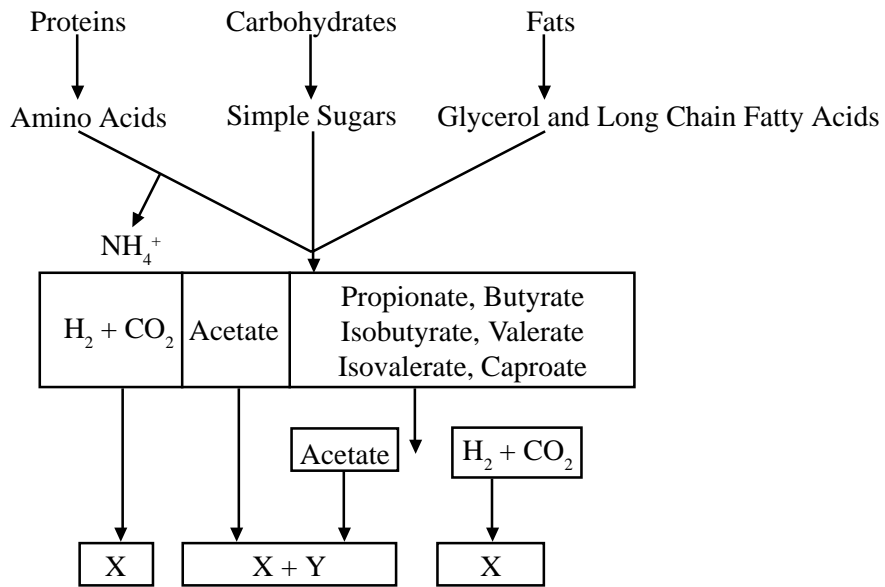 Proteins
Carbohydrates
Fats
Amino Acids
Simple Sugars
Glycerol and Long Chain Fatty Acids
NH₄⁺
H₂ + CO₂
Acetate
Propionate, Butyrate
Isobutyrate, Valerate
Isovalerate, Caproate
Acetate
H₂ + CO₂
X
X + Y
X